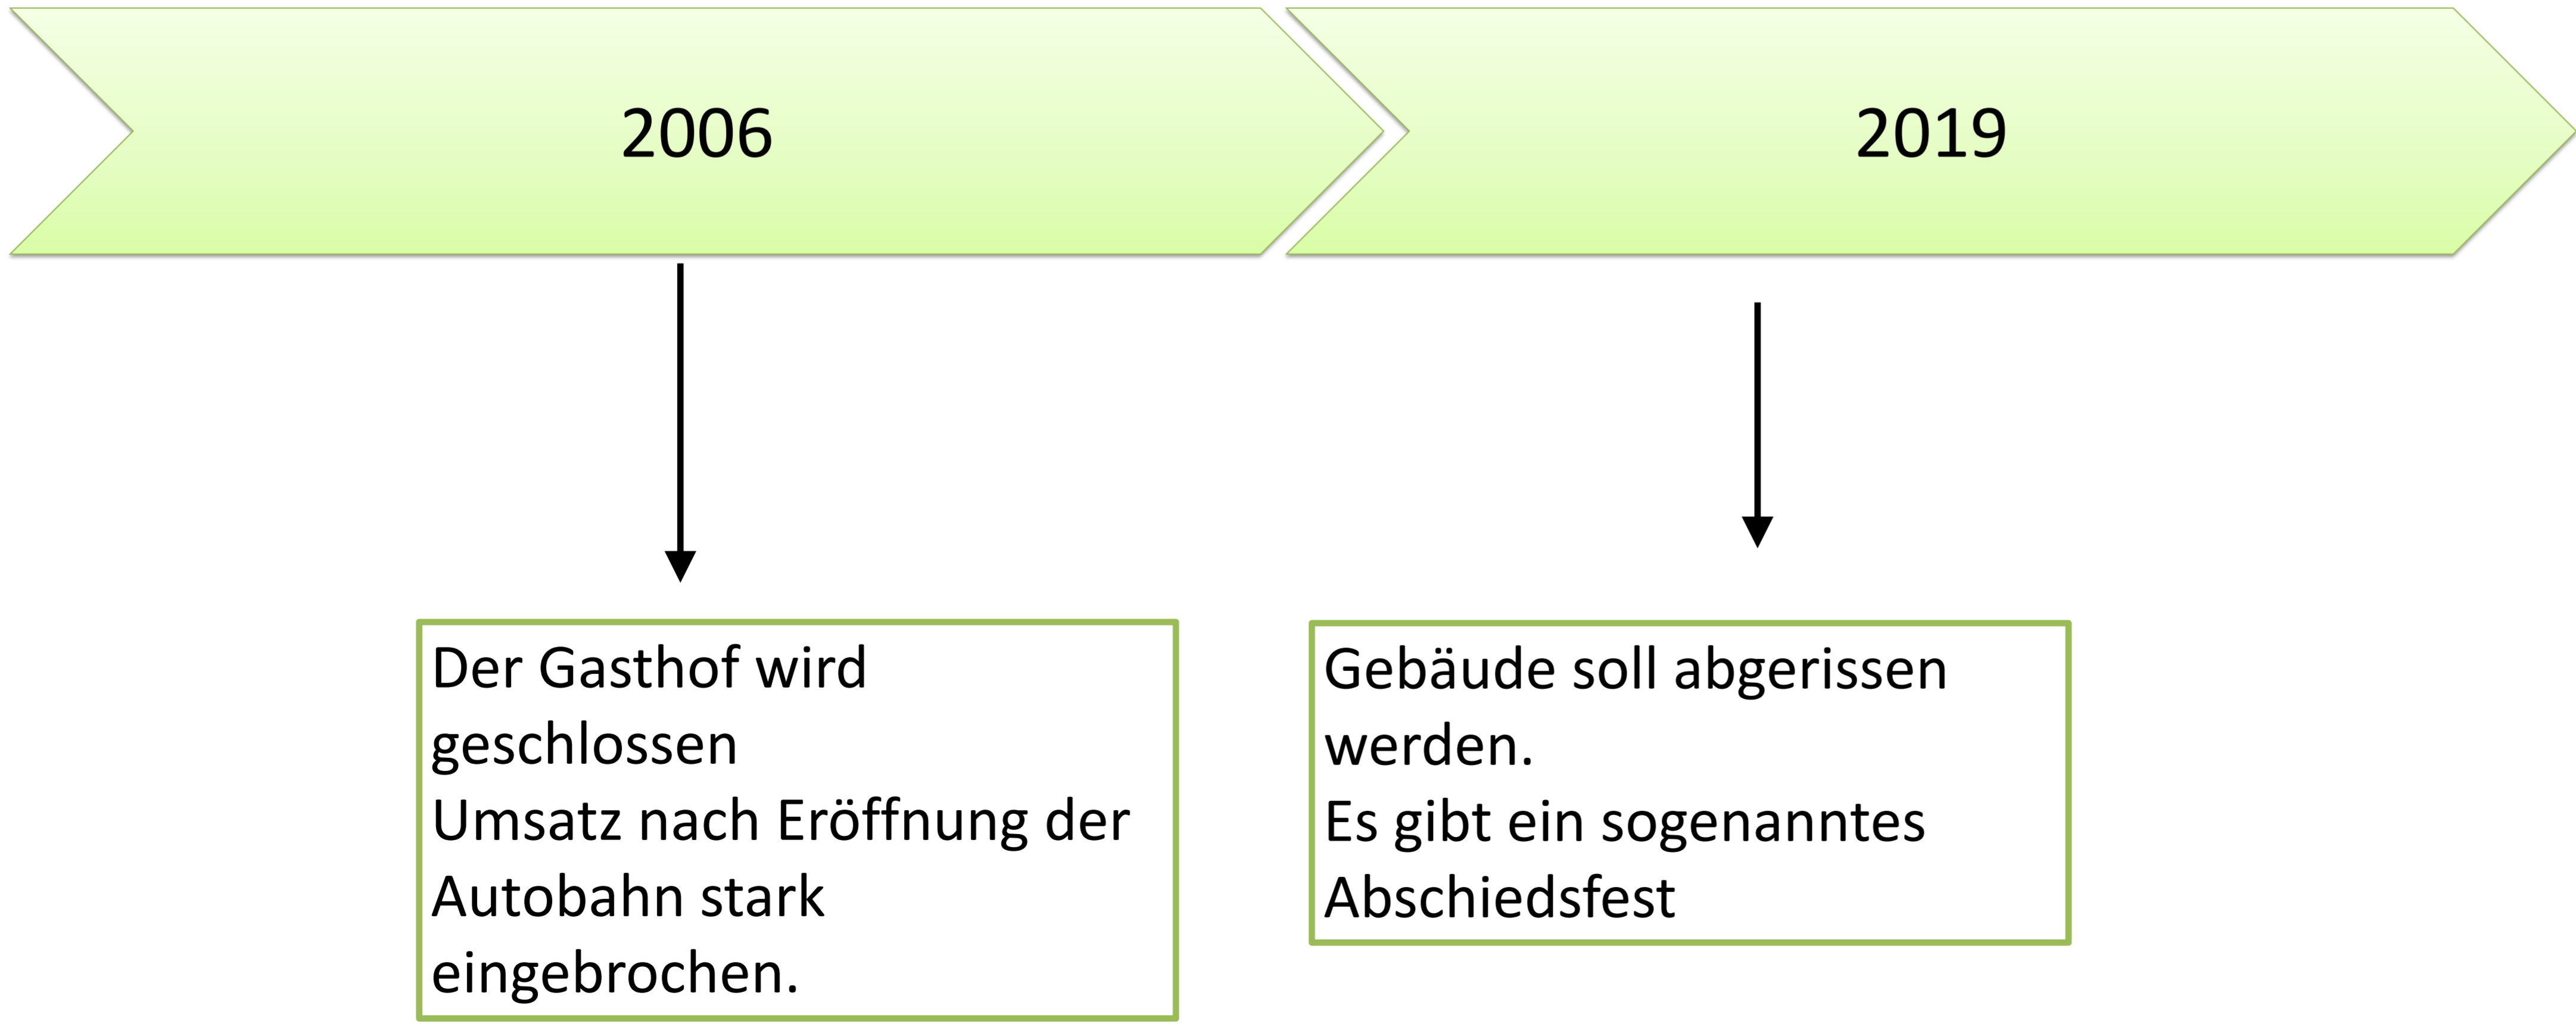 2006
2019
Der Gasthof wird
geschlossen
Umsatz nach Eröffnung der
Autobahn stark
eingebrochen.
Gebäude soll abgerissen
werden.
Es gibt ein sogenanntes
Abschiedsfest